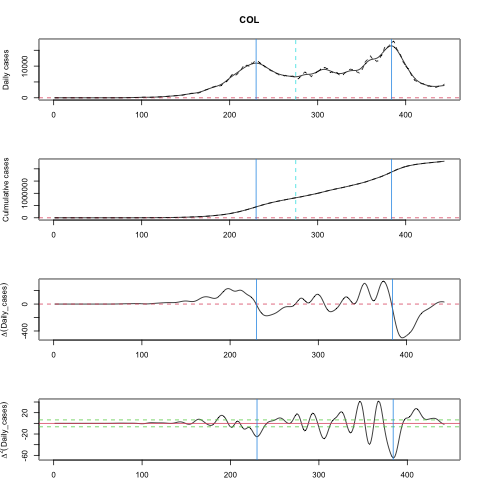 COL
Daily cases
0 10000
0 100 200 300 400
Culmulative cases
0 1000000
0 100 200 300 400
Δ(Daily_cases)
-400 0
0 100 200 300 400
Δ²(Daily_cases)
-60 -20 20
0 100 200 300 400